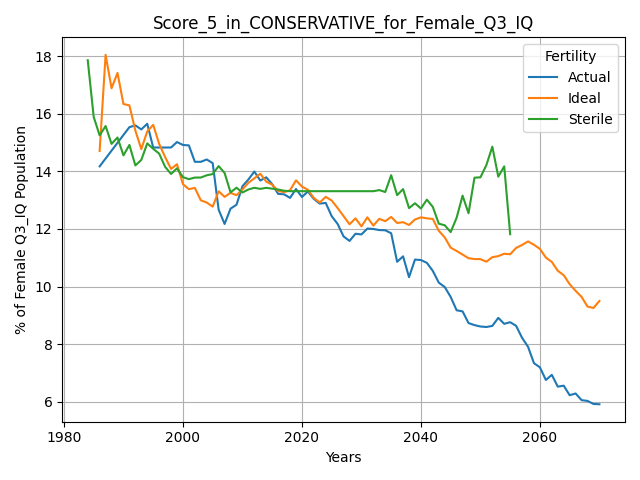 Score_5_in_CONSERVATIVE_for_Female_Q3_IQ
% of Female Q3_IQ Population
18
16
14
12
10
8
6
Fertility
Actual
Ideal
Sterile
1980
2000
2020
2040
2060
Years